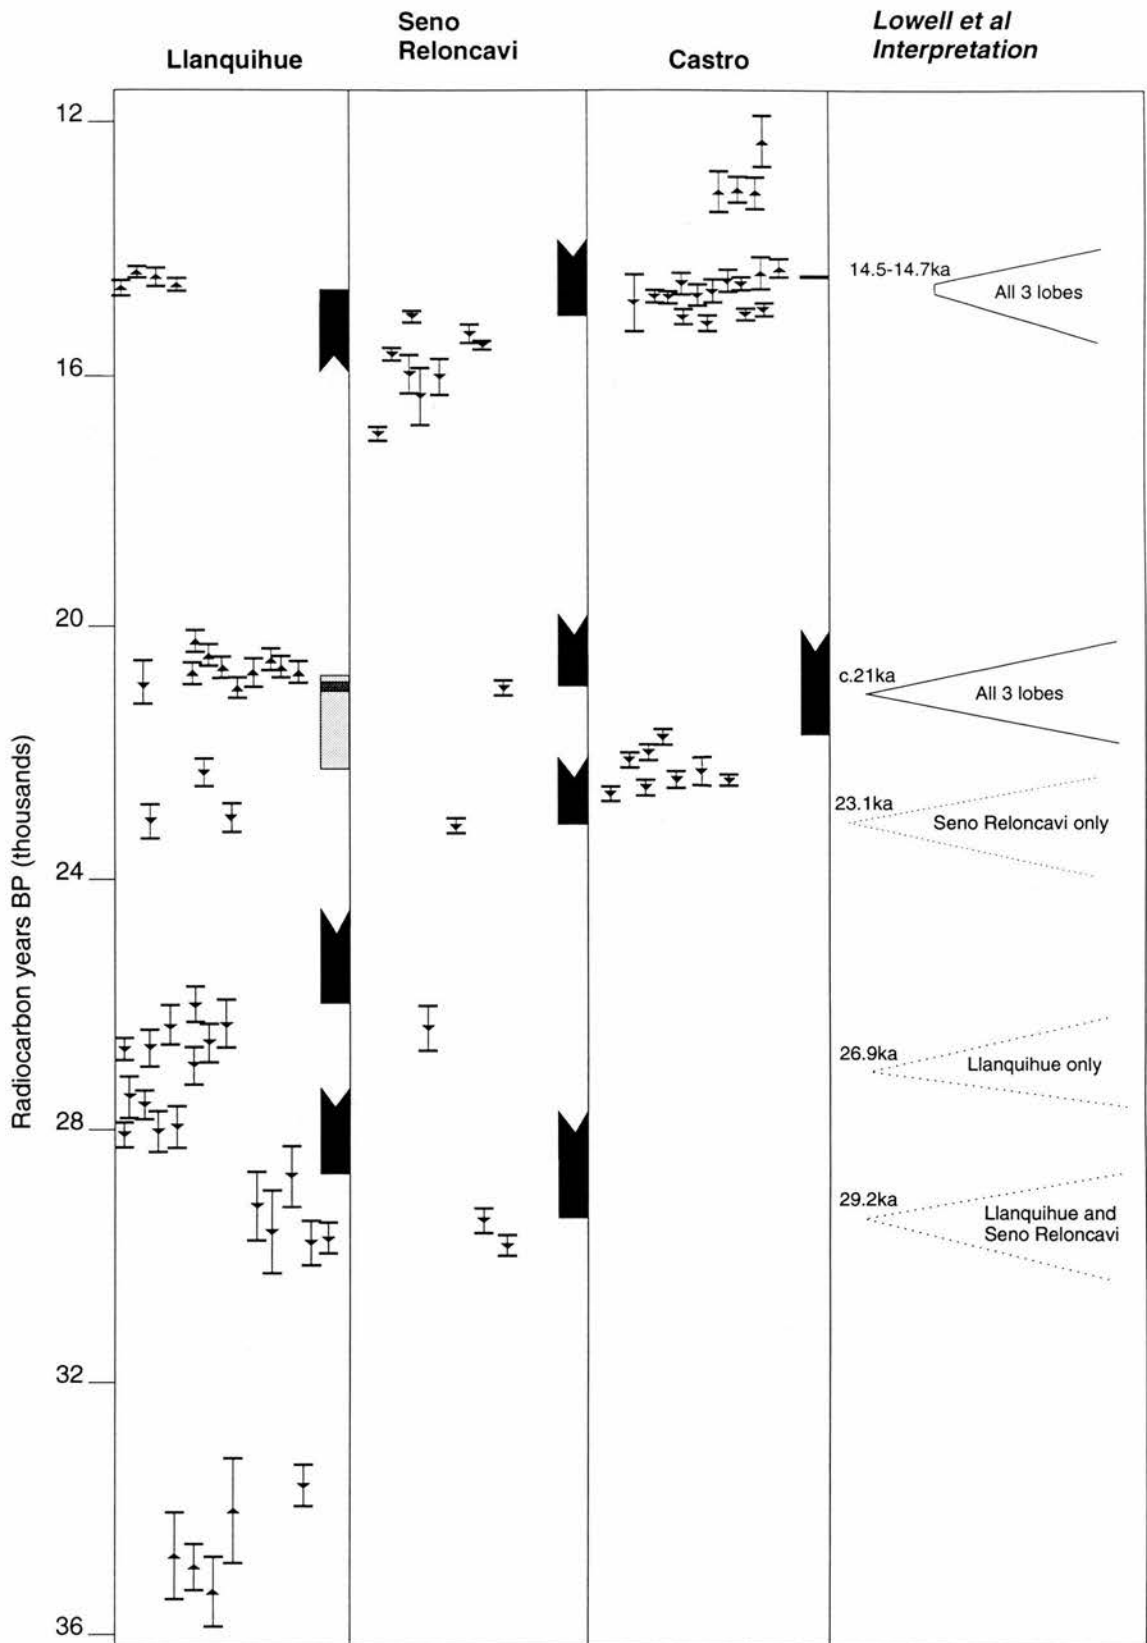 Llanquihue
Seno
Reloncavi
Castro
Lowell et al
Interpretation
Radiocarbon years BP (thousands)
12
16
20
24
28
32
36
14.5-14.7ka
All 3 lobes
c.21ka
All 3 lobes
23.1ka
Seno Reloncavi only
26.9ka
Llanquihue only
29.2ka
Llanquihue and
Seno Reloncavi